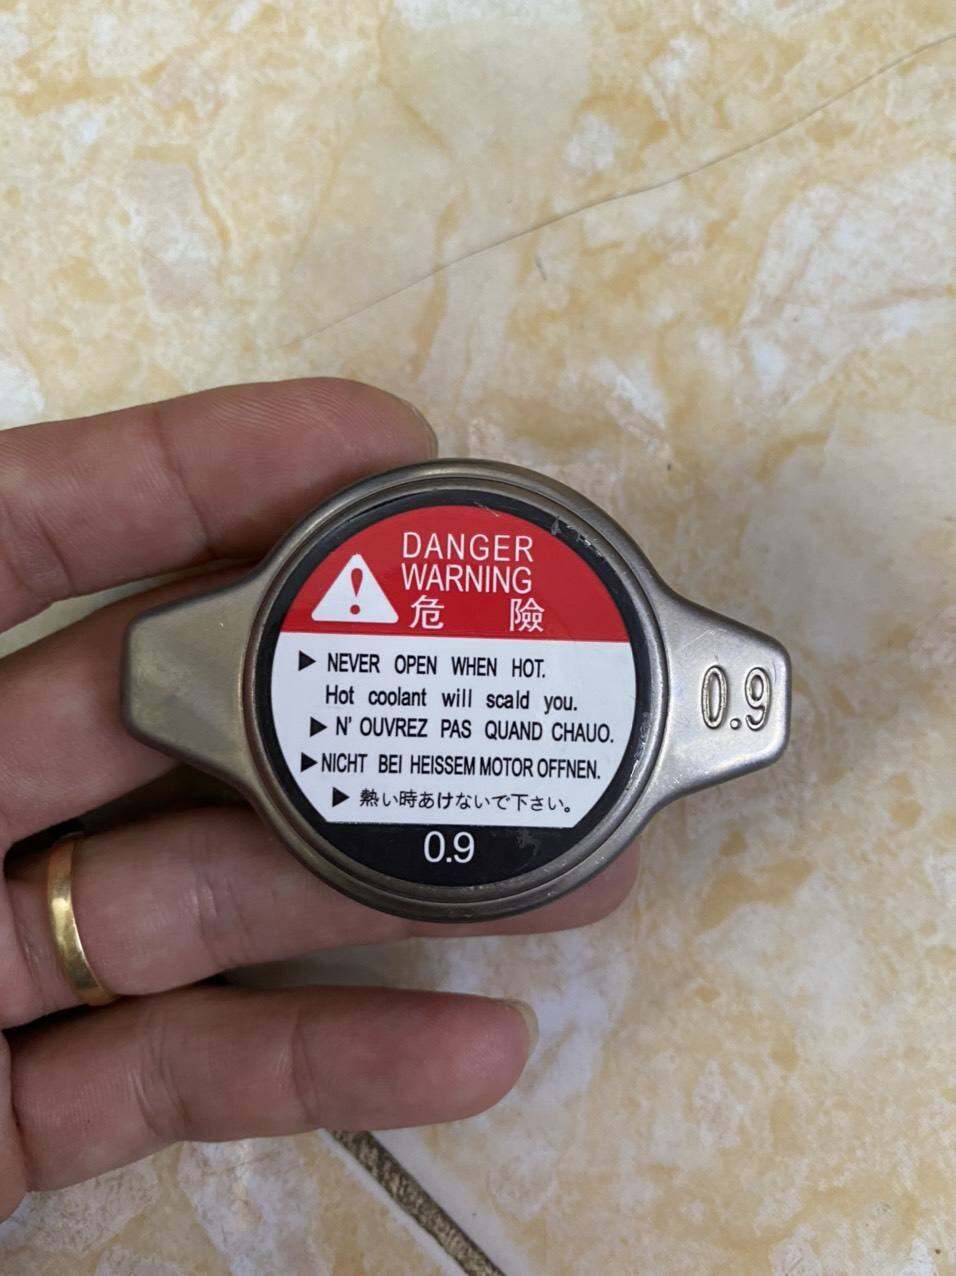 DANGER
WARNING
危 險
▶ NEVER OPEN WHEN HOT.
Hot coolant will scald you.
▶ N' OUVREZ PAS QUAND CHAUO.
▶ NICHT BEI HEISSEM MOTOR OFFNEN.
▶ 熱い時あけないで下さい。
0.9
0.9